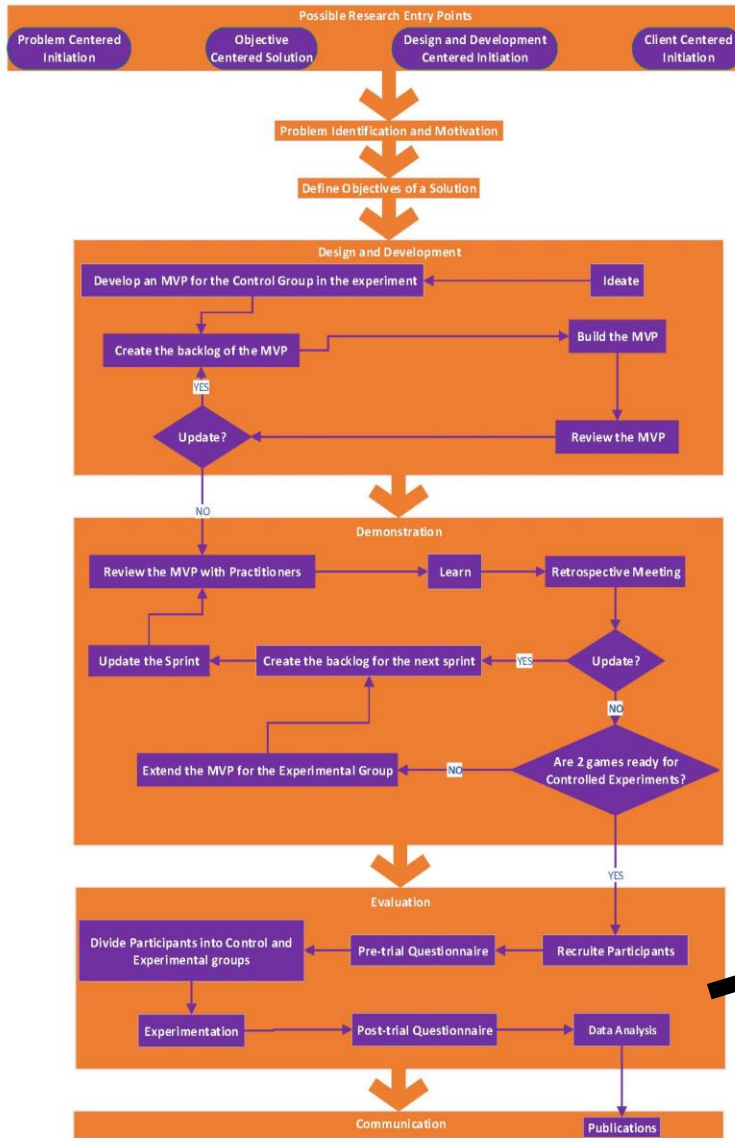 Possible Research Entry Points
Problem Centered
Initiation
Objective
Centered Solution
Design and Development
Centered Initiation
Client Centered
Initiation
Problem Identification and Motivation
Define Objectives of a Solution
Design and Development
Develop an MVP for the Control Group in the experiment
Ideate
Create the backlog of the MVP
Build the MVP
YES
Update?
Review the MVP
NO
Demonstration
Review the MVP with Practitioners
Learn
Retrospective Meeting
Update the Sprint
Create the backlog for the next sprint
YES
Update?
NO
Extend the MVP for the Experimental Group
NO
Are 2 games ready for
Controlled Experiments?
YES
Evaluation
Divide Participants into Control and
Experimental groups
Pre-trial Questionnaire
Recruite Participants
Experimentation
Post-trial Questionnaire
Data Analysis
Communication
Publications